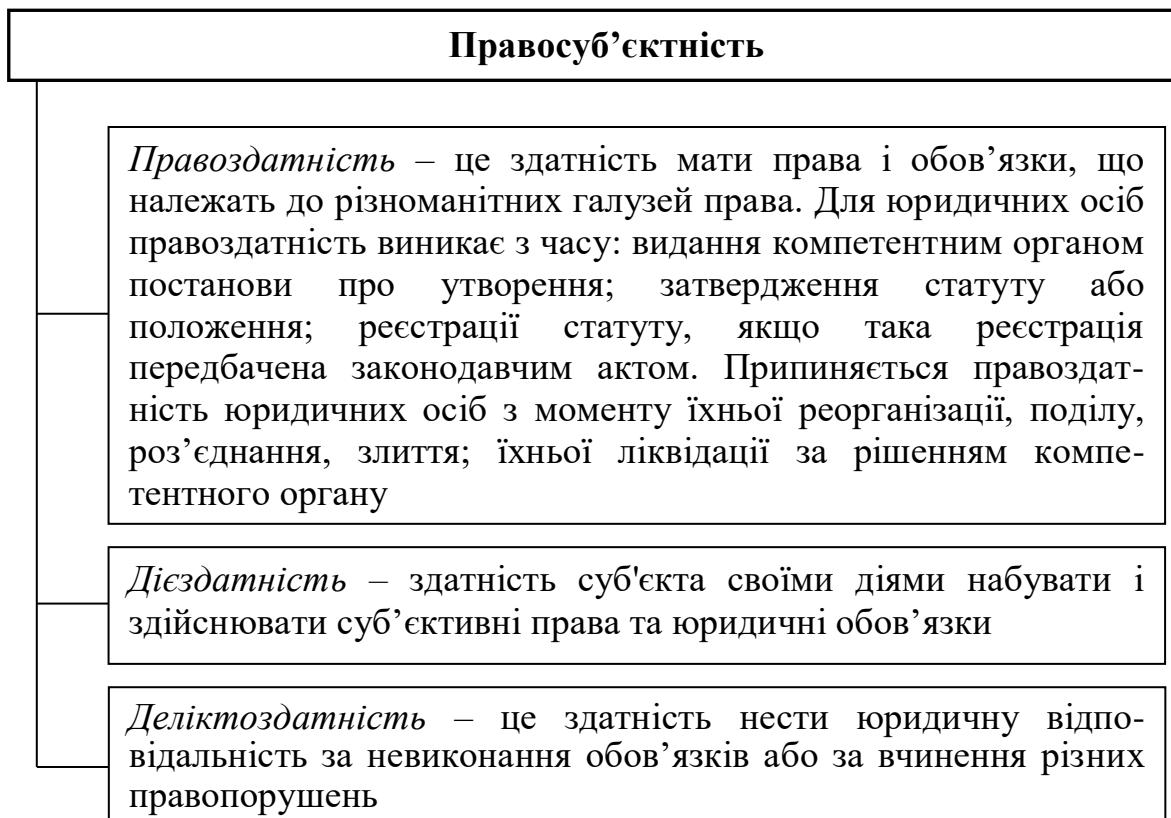 Правосуб’єктність
Правоздатність – це здатність мати права і обов’язки, що
належать до різноманітних галузей права. Для юридичних осіб
правоздатність виникає з часу: видання компетентним органом
постанови про утворення; затвердження статуту або
положення; реєстрації статуту, якщо така реєстрація
передбачена законодавчим актом. Припиняється правоздат-
ність юридичних осіб з моменту їхньої реорганізації, поділу,
роз’єднання, злиття; їхньої ліквідації за рішенням компе-
тентного органу
Дієздатність – здатність суб'єкта своїми діями набувати і
здійснювати суб’єктивні права та юридичні обов’язки
Деліктоздатність – це здатність нести юридичну відпо-
відальність за невиконання обов’язків або за вчинення різних
правопорушень